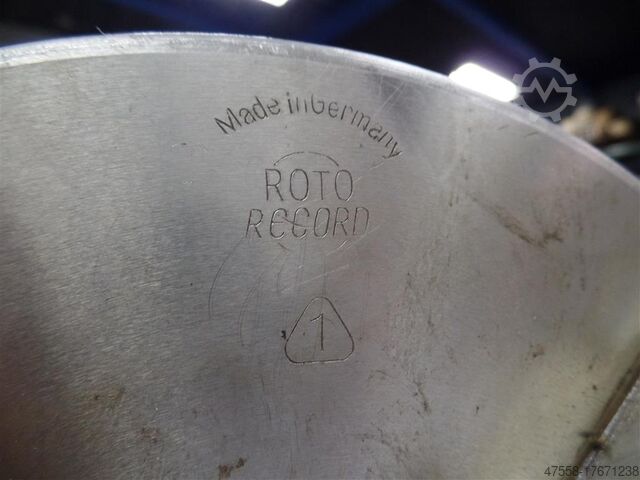 Made in Germany
ROTO
RECORD
1
47558-17671238